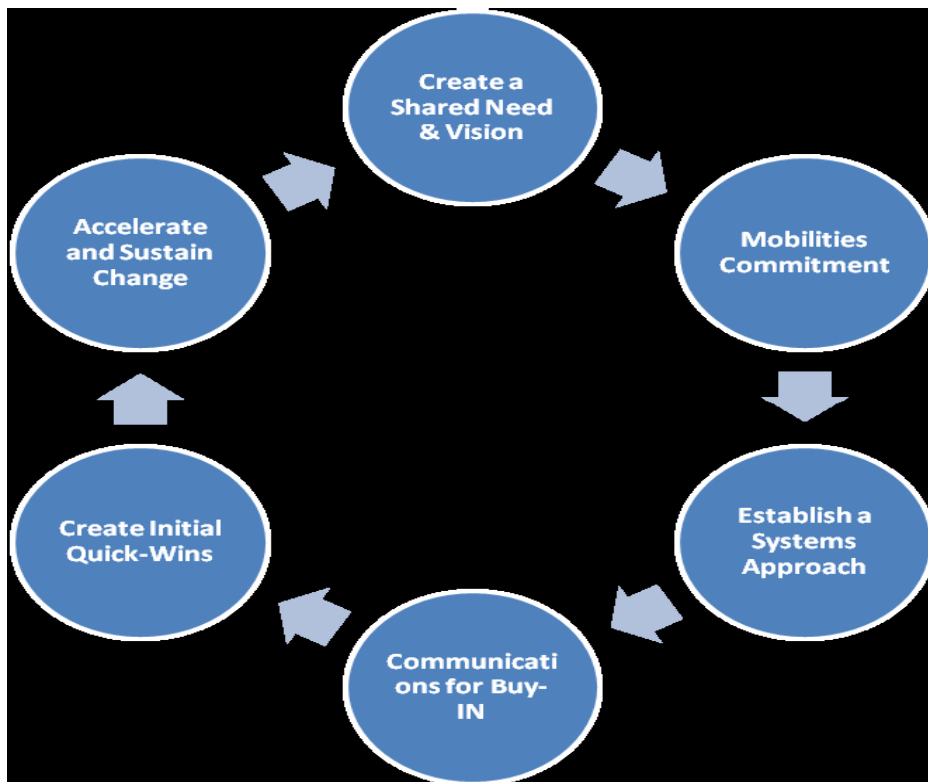 Create a
Shared Need
& Vision
Mobilities
Commitment
Establish a
Systems
Approach
Communicati
ons for Buy-
IN
Create Initial
Quick-Wins
Accelerate
and Sustain
Change